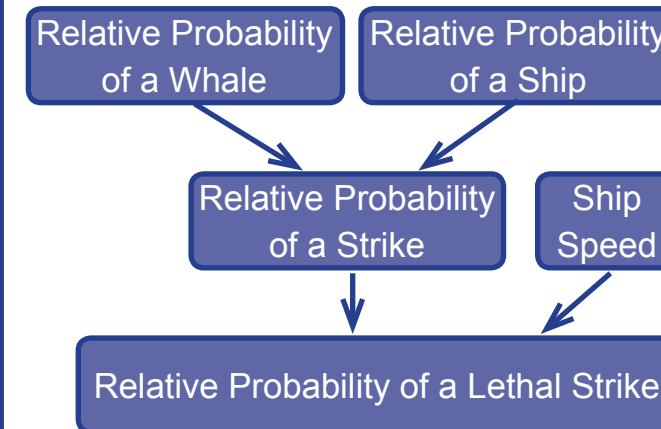 Relative Probability
of a Whale
Relative Probability
of a Ship
Relative Probability
of a Strike
Ship
Speed
Relative Probability of a Lethal Strike